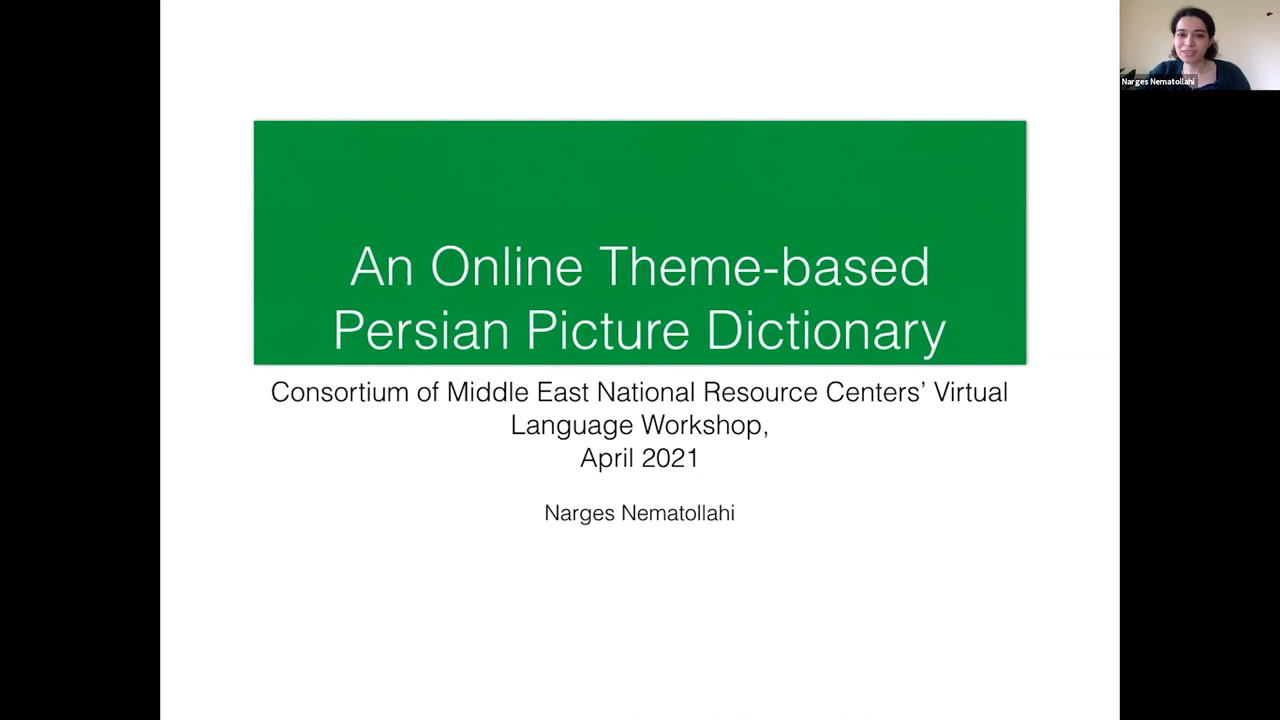 Narges Nematollahi
An Online Theme-based
Persian Picture Dictionary
Consortium of Middle East National Resource Centers’ Virtual
Language Workshop,
April 2021
Narges Nematollahi